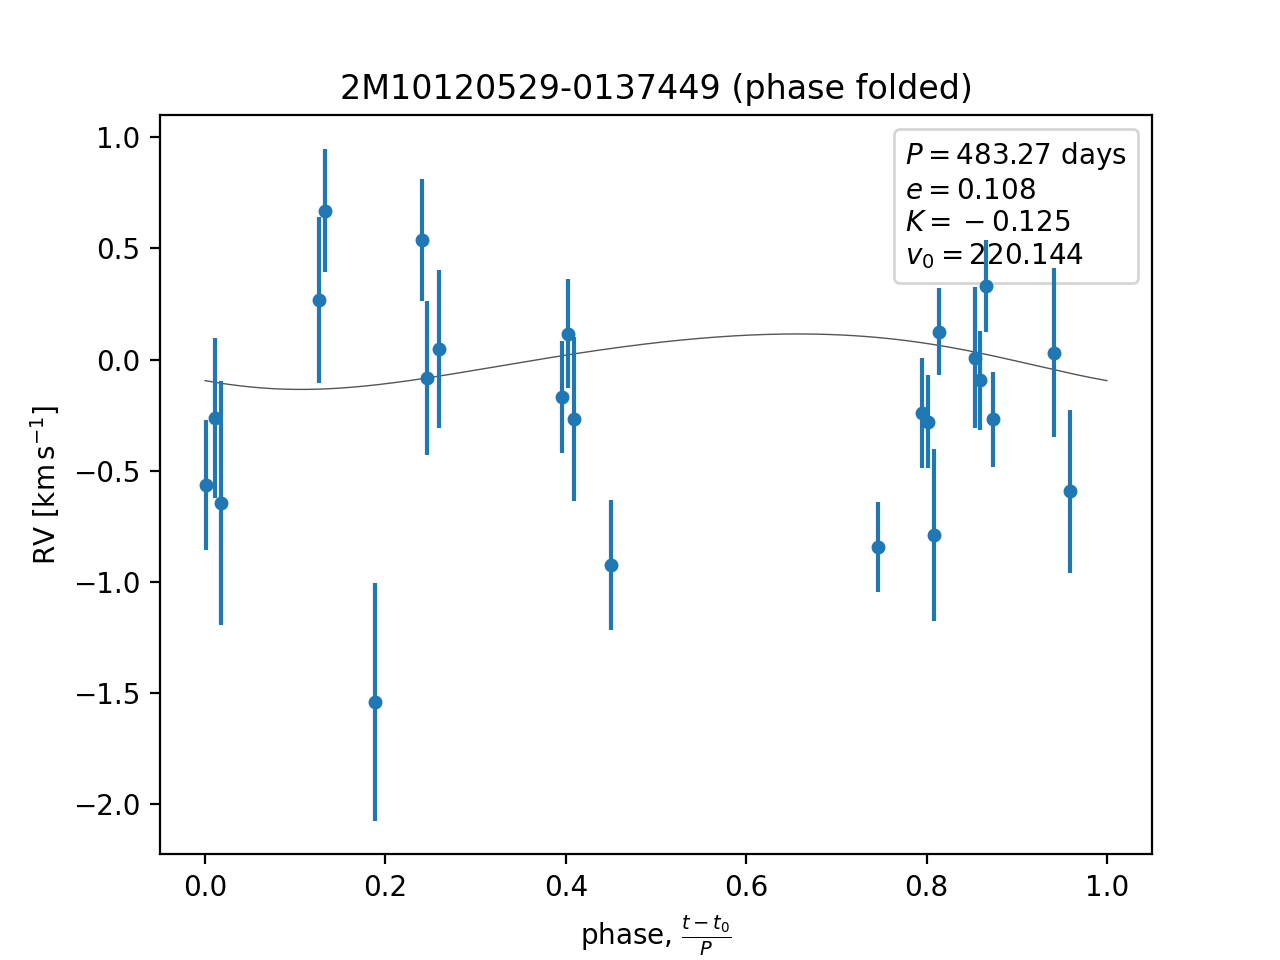 2M10120529-0137449 (phase folded)
P = 483.27 days
e = 0.108
K = −0.125
v₀ = 220.144
RV [km s⁻¹]
1.0
0.5
0.0
−0.5
−1.0
−1.5
−2.0
0.0 0.2 0.4 0.6 0.8 1.0
phase, (t − t₀)/P